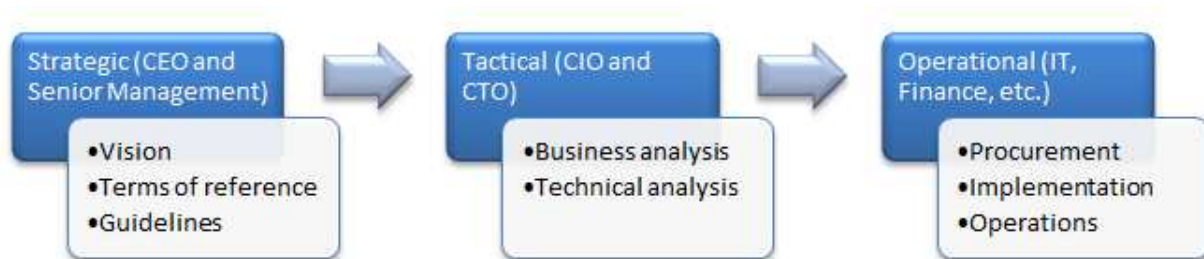 Strategic (CEO and
Senior Management)
•Vision
•Terms of reference
•Guidelines
Tactical (CIO and
CTO)
•Business analysis
•Technical analysis
Operational (IT,
Finance, etc.)
•Procurement
•Implementation
•Operations